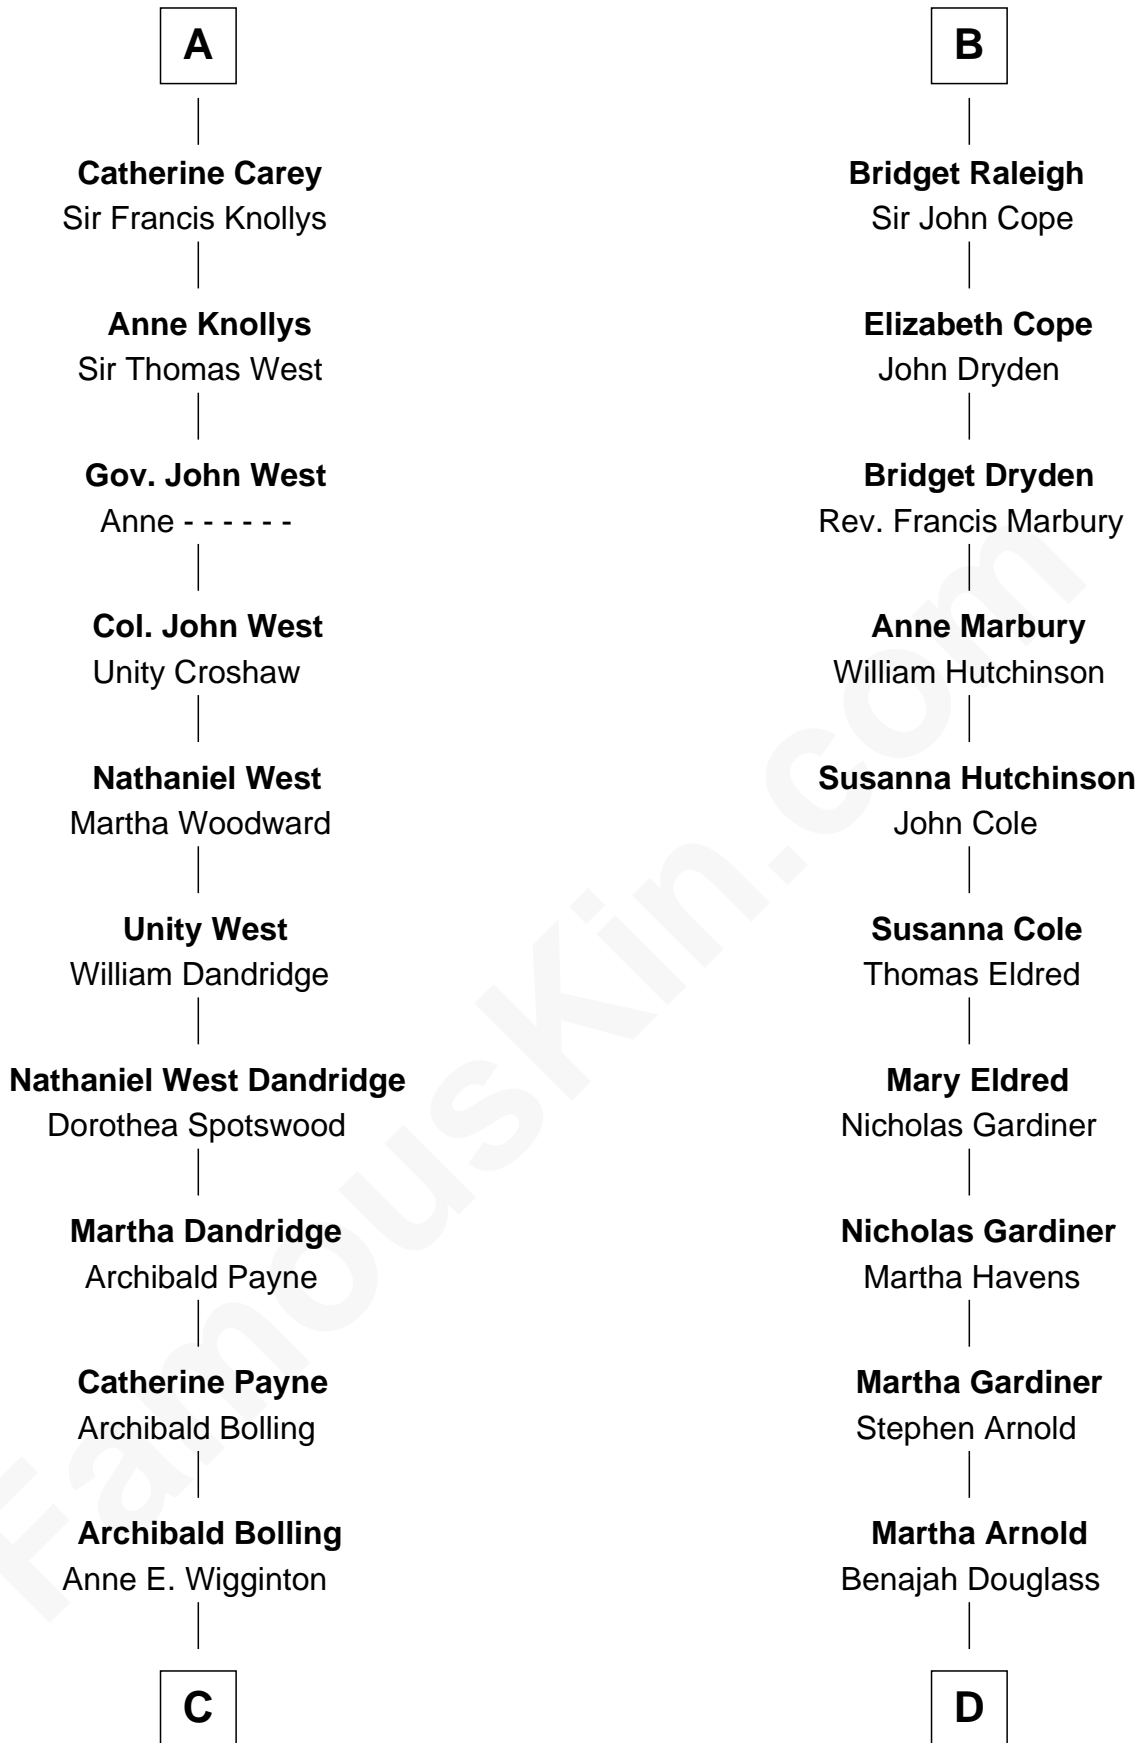 A
Catherine Carey
Sir Francis Knollys
Anne Knollys
Sir Thomas West
Gov. John West
Anne - - - - - -
Col. John West
Unity Croshaw
Nathaniel West
Martha Woodward
Unity West
William Dandridge
Nathaniel West Dandridge
Dorothea Spotswood
Martha Dandridge
Archibald Payne
Catherine Payne
Archibald Bolling
Archibald Bolling
Anne E. Wigginton
C
B
Bridget Raleigh
Sir John Cope
Elizabeth Cope
John Dryden
Bridget Dryden
Rev. Francis Marbury
Anne Marbury
William Hutchinson
Susanna Hutchinson
John Cole
Susanna Cole
Thomas Eldred
Mary Eldred
Nicholas Gardiner
Nicholas Gardiner
Martha Havens
Martha Gardiner
Stephen Arnold
Martha Arnold
Benajah Douglass
D
FamousKin.com